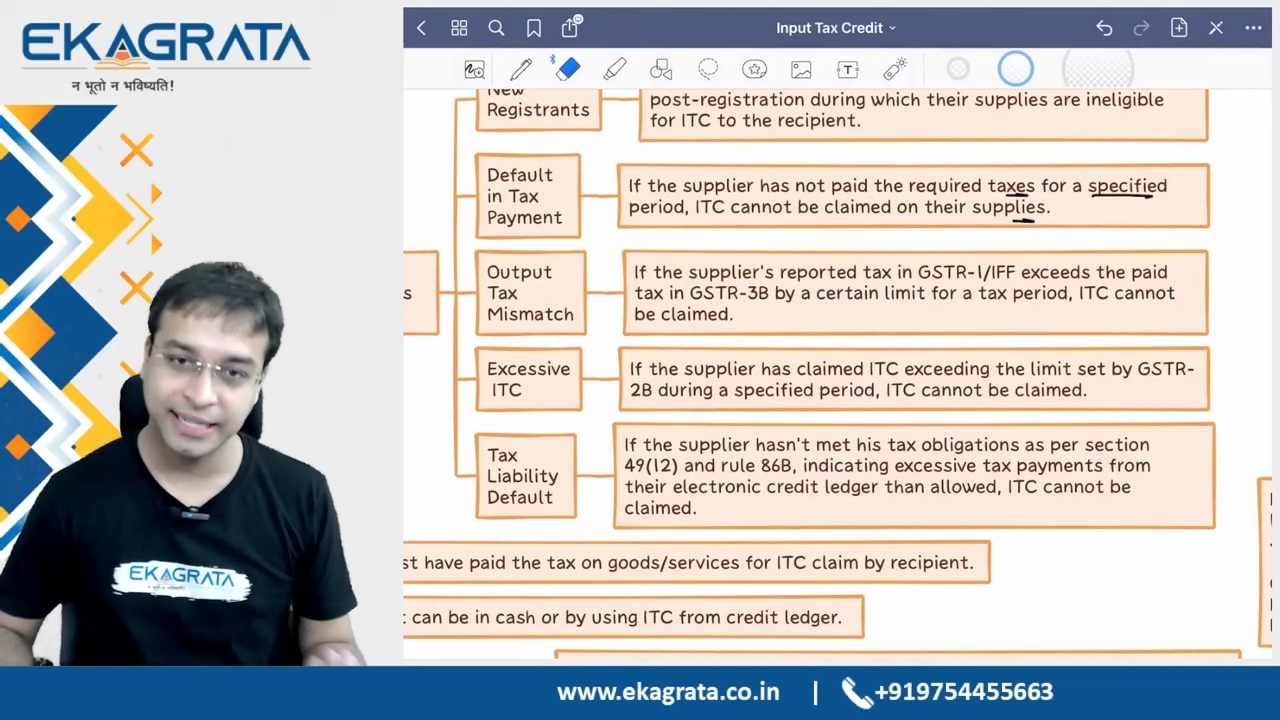 EKAGRATA
न भूतो न भविष्यति!
Input Tax Credit
New
Registrants
post-registration during which their supplies are ineligible
for ITC to the recipient.
Default
in Tax
Payment
If the supplier has not paid the required taxes for a specified
period, ITC cannot be claimed on their supplies.
s
Output
Tax
Mismatch
If the supplier's reported tax in GSTR-1/IFF exceeds the paid
tax in GSTR-3B by a certain limit for a tax period, ITC cannot
be claimed.
Excessive
ITC
If the supplier has claimed ITC exceeding the limit set by GSTR-
2B during a specified period, ITC cannot be claimed.
Tax
Liability
Default
If the supplier hasn't met his tax obligations as per section
49(12) and rule 86B, indicating excessive tax payments from
their electronic credit ledger than allowed, ITC cannot be
claimed.
st have paid the tax on goods/services for ITC claim by recipient.
t can be in cash or by using ITC from credit ledger.
EKAGRATA
www.ekagrata.co.in | +919754455663